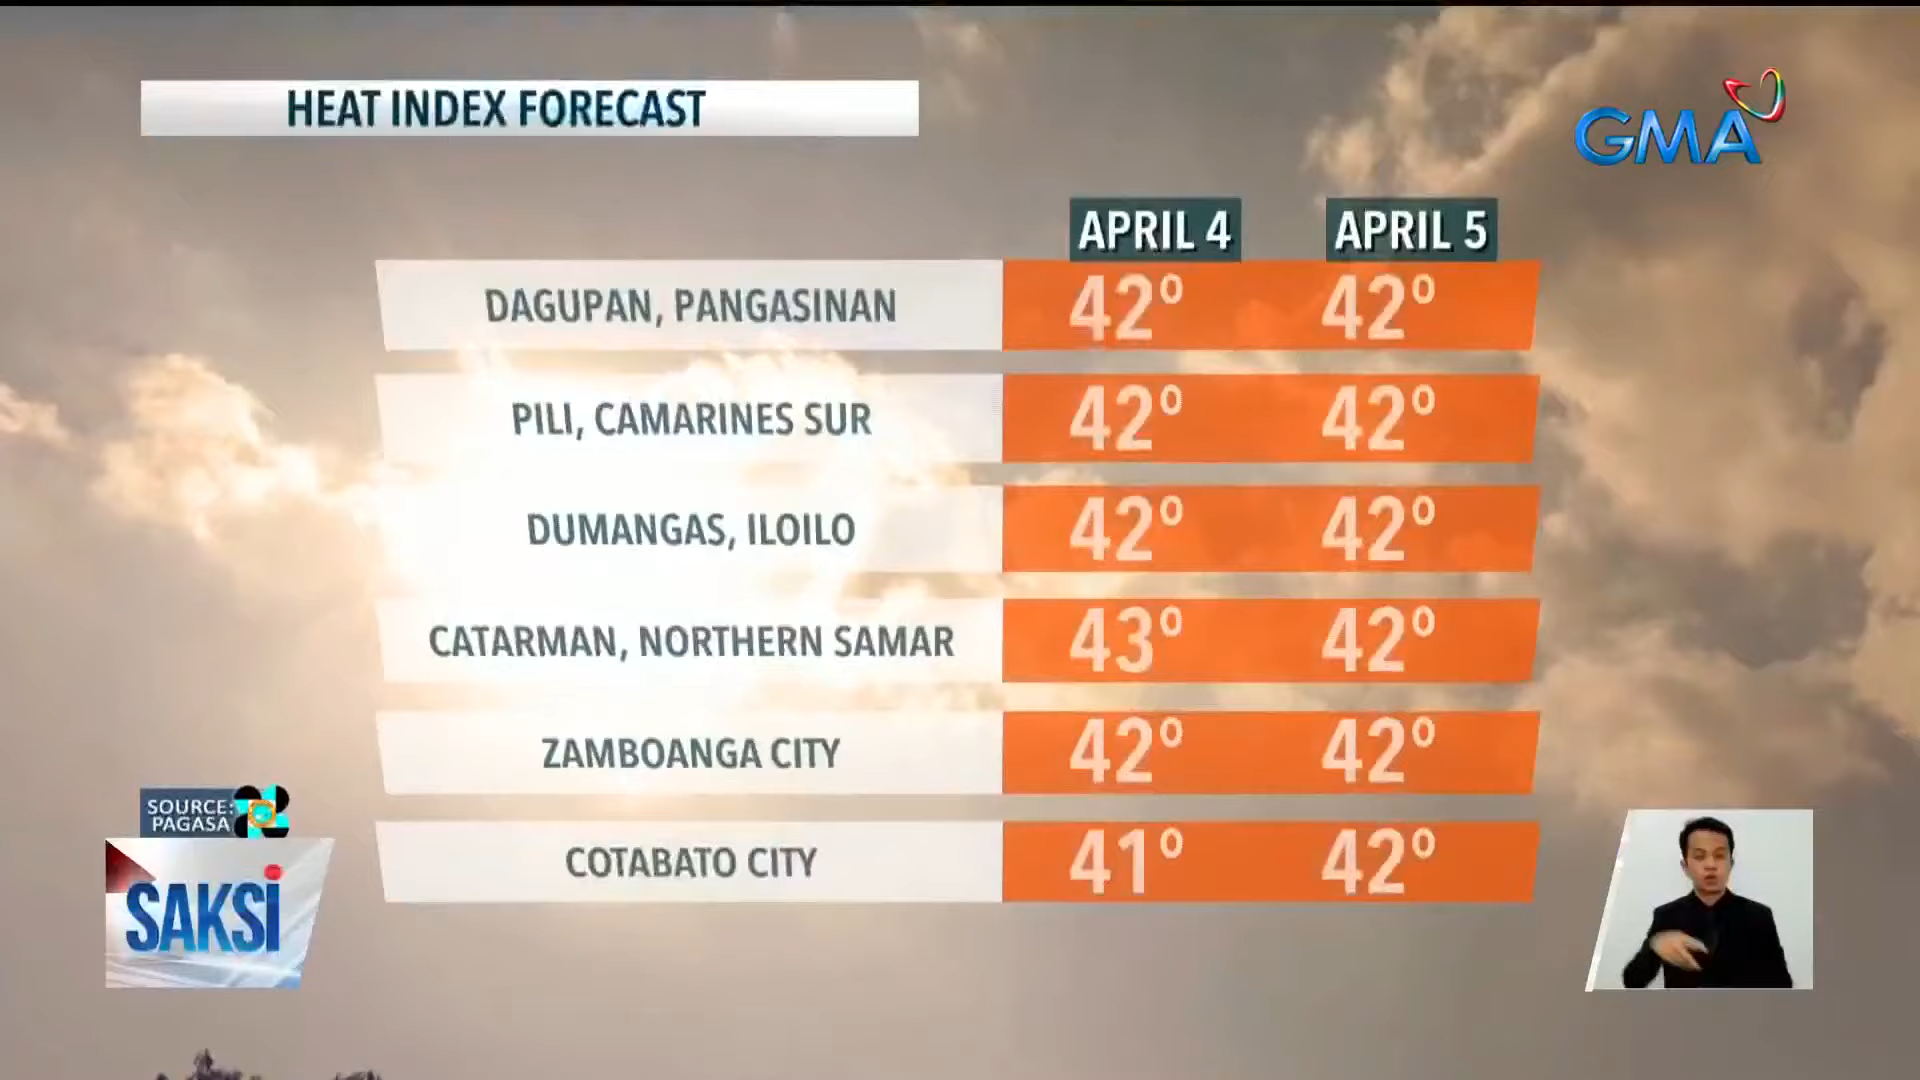 HEAT INDEX FORECAST
GMA
APRIL 4 APRIL 5
DAGUPAN, PANGASINAN 42° 42°
PILI, CAMARINES SUR 42° 42°
DUMANGAS, ILOILO 42° 42°
CATARMAN, NORTHERN SAMAR 43° 42°
ZAMBOANGA CITY 42° 42°
COTABATO CITY 41° 42°
SOURCE:
PAGASA
SAKSI